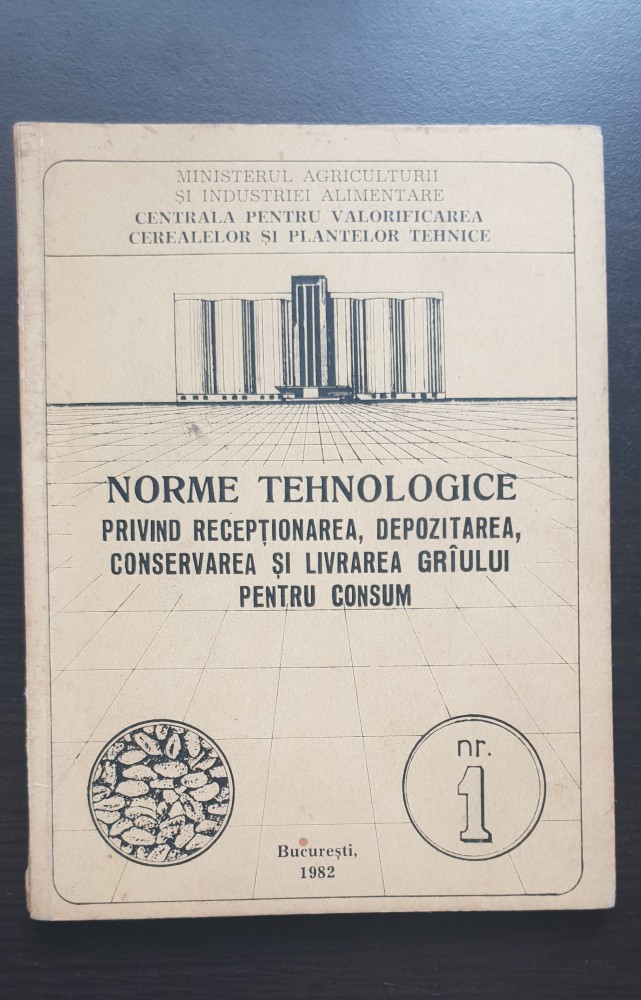 MINISTERUL AGRICULTURII
ȘI INDUSTRIEI ALIMENTARE
CENTRALA PENTRU VALORIFICAREA
CEREALELOR ȘI PLANTELOR TEHNICE
NORME TEHNOLOGICE
PRIVIND RECEPȚIONAREA, DEPOZITAREA,
CONSERVAREA ȘI LIVRAREA GRÎULUI
PENTRU CONSUM
nr.
1
București,
1982